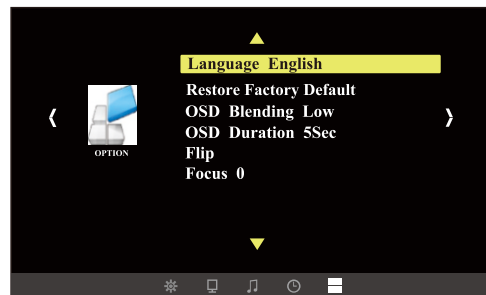 Language English
Restore Factory Default
OSD Blending Low
OSD Duration 5Sec
OPTION
Flip
Focus 0